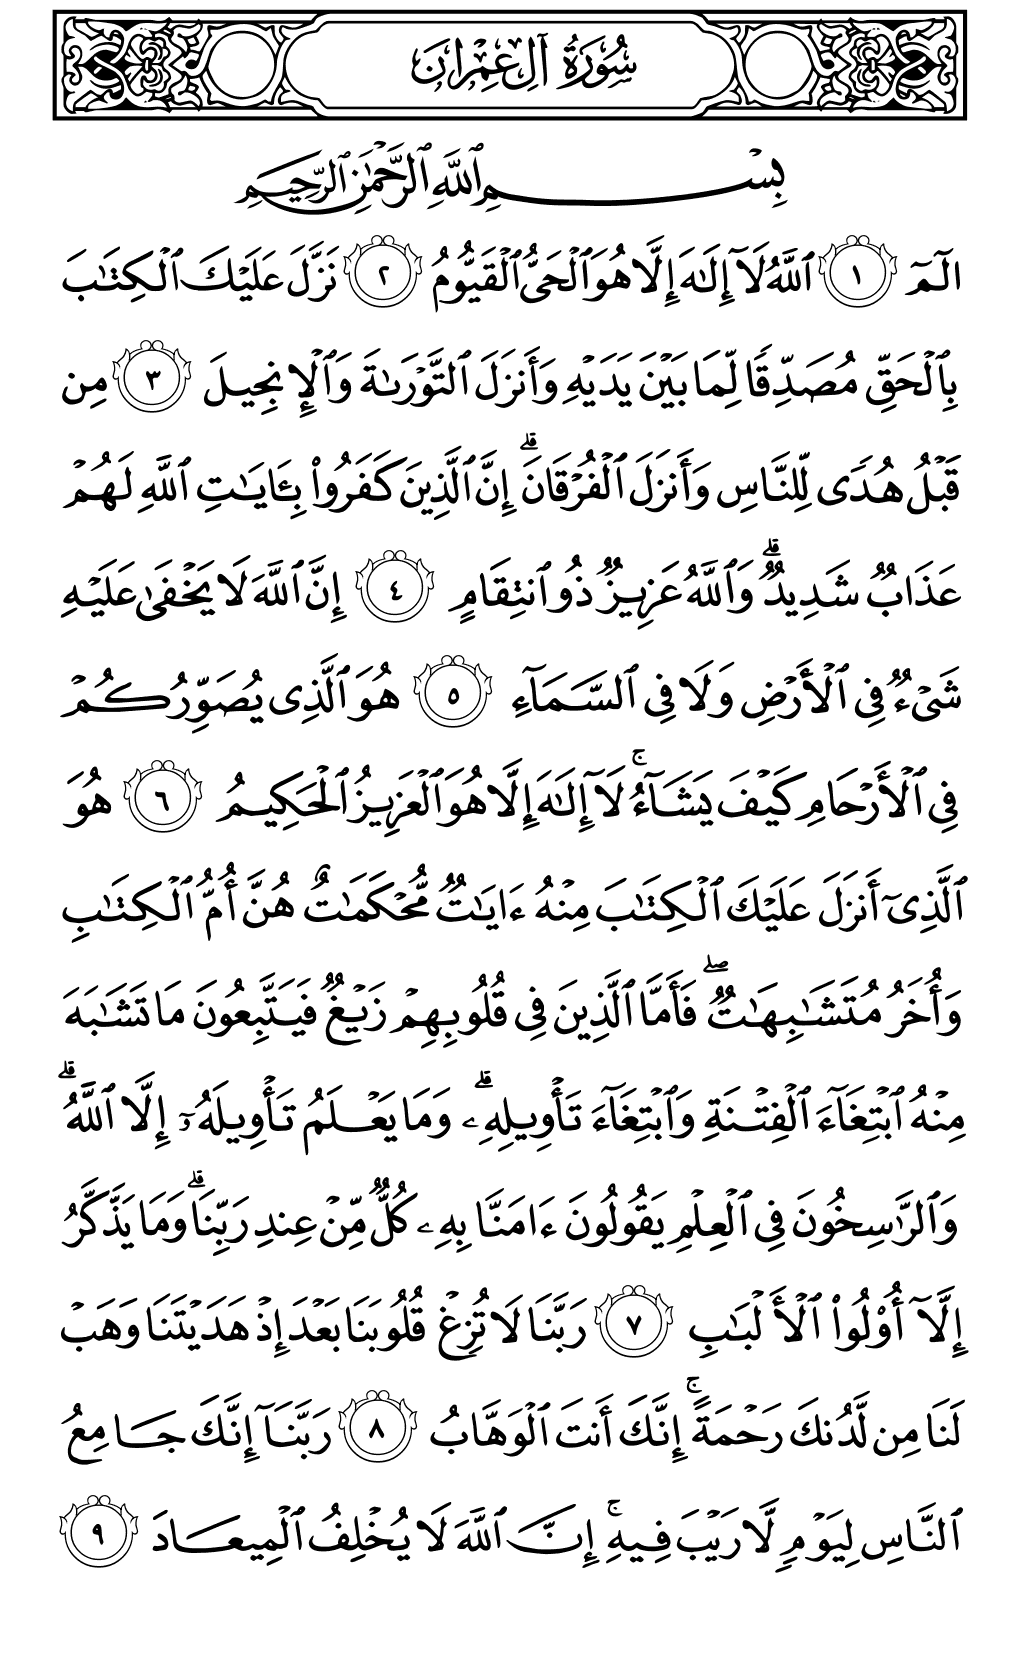 سُورَةُ آلِ عِمْرَان
بِسْمِ ٱللَّهِ ٱلرَّحْمَٰنِ ٱلرَّحِيمِ
الٓمٓ ١ ٱللَّهُ لَآ إِلَٰهَ إِلَّا هُوَ ٱلْحَىُّ ٱلْقَيُّومُ ٢ نَزَّلَ عَلَيْكَ ٱلْكِتَٰبَ
بِٱلْحَقِّ مُصَدِّقًا لِّمَا بَيْنَ يَدَيْهِ وَأَنزَلَ ٱلتَّوْرَىٰةَ وَٱلْإِنجِيلَ ٣ مِن
قَبْلُ هُدًى لِّلنَّاسِ وَأَنزَلَ ٱلْفُرْقَانَ ۗ إِنَّ ٱلَّذِينَ كَفَرُوا۟ بِـَٔايَٰتِ ٱللَّهِ لَهُمْ
عَذَابٌ شَدِيدٌ ۗ وَٱللَّهُ عَزِيزٌ ذُو ٱنتِقَامٍ ٤ إِنَّ ٱللَّهَ لَا يَخْفَىٰ عَلَيْهِ
شَىْءٌ فِى ٱلْأَرْضِ وَلَا فِى ٱلسَّمَآءِ ٥ هُوَ ٱلَّذِى يُصَوِّرُكُمْ
فِى ٱلْأَرْحَامِ كَيْفَ يَشَآءُ ۚ لَآ إِلَٰهَ إِلَّا هُوَ ٱلْعَزِيزُ ٱلْحَكِيمُ ٦ هُوَ
ٱلَّذِىٓ أَنزَلَ عَلَيْكَ ٱلْكِتَٰبَ مِنْهُ ءَايَٰتٌ مُّحْكَمَٰتٌ هُنَّ أُمُّ ٱلْكِتَٰبِ
وَأُخَرُ مُتَشَٰبِهَٰتٌ ۖ فَأَمَّا ٱلَّذِينَ فِى قُلُوبِهِمْ زَيْغٌ فَيَتَّبِعُونَ مَا تَشَٰبَهَ
مِنْهُ ٱبْتِغَآءَ ٱلْفِتْنَةِ وَٱبْتِغَآءَ تَأْوِيلِهِۦ ۗ وَمَا يَعْلَمُ تَأْوِيلَهُۥٓ إِلَّا ٱللَّهُ ۗ
وَٱلرَّٰسِخُونَ فِى ٱلْعِلْمِ يَقُولُونَ ءَامَنَّا بِهِۦ كُلٌّ مِّنْ عِندِ رَبِّنَا ۗ وَمَا يَذَّكَّرُ
إِلَّآ أُو۟لُوا۟ ٱلْأَلْبَٰبِ ٧ رَبَّنَا لَا تُزِغْ قُلُوبَنَا بَعْدَ إِذْ هَدَيْتَنَا وَهَبْ
لَنَا مِن لَّدُنكَ رَحْمَةً ۚ إِنَّكَ أَنتَ ٱلْوَهَّابُ ٨ رَبَّنَآ إِنَّكَ جَامِعُ
ٱلنَّاسِ لِيَوْمٍ لَّا رَيْبَ فِيهِ ۚ إِنَّ ٱللَّهَ لَا يُخْلِفُ ٱلْمِيعَادَ ٩